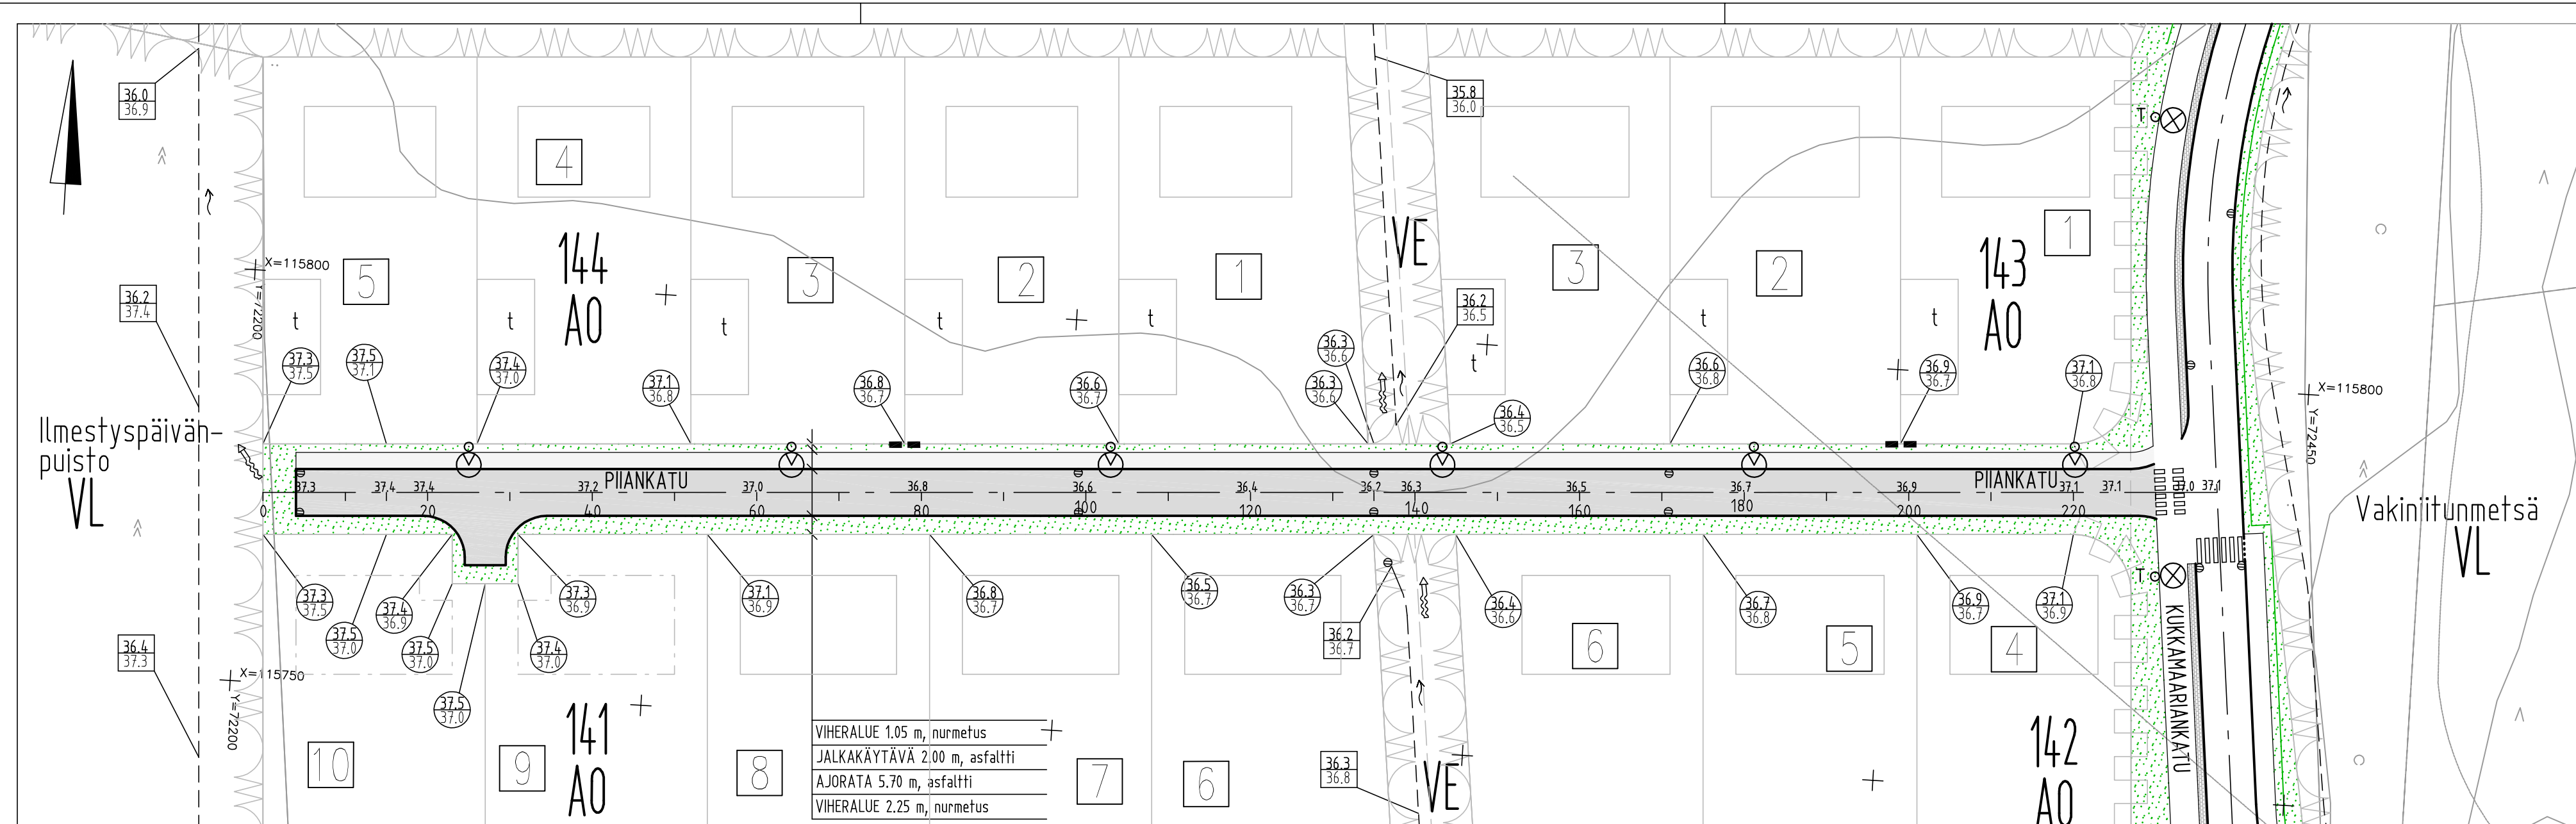 36.0
36.9
35.8
36.0
T
4
1
144
AO
VE
143
AO
5
3
2
1
3
2
X=115800
Y=72200
36.2
37.4
36.2
36.5
t
t
t
t
t
t
t
t
37.3
37.5
37.5
37.1
37.4
37.0
37.1
36.8
36.8
36.7
36.6
36.7
36.3
36.6
36.3
36.6
36.4
36.5
36.6
36.8
36.9
36.7
37.1
36.8
X=115800
Y=72450
Ilmestyspäivän-
puisto
VL
PIIANKATU
PIIANKATU
37.3 37.4 37.4 37.2 37.0 36.8 36.6 36.4 36.2 36.3 36.5 36.7 36.9 37.1 37.1 37.0 37.1
0 20 40 60 80 100 120 140 160 180 200 220
Vakiniitunmetsä
VL
T
37.3
37.5
37.5
37.0
37.4
36.9
37.5
37.0
37.5
37.0
37.4
37.0
37.3
36.9
37.1
36.9
36.8
36.7
36.5
36.7
36.3
36.7
36.2
36.7
36.4
36.6
36.7
36.8
36.9
36.7
37.1
36.9
36.4
37.3
X=115750
Y=72200
6
5
4
KUKKAMAARIANKATU
141
AO
10
9
8
7
6
VIHERALUE 1.05 m, nurmetus
JALKAKÄYTÄVÄ 2.00 m, asfaltti
AJORATA 5.70 m, asfaltti
VIHERALUE 2.25 m, nurmetus
36.3
36.8
VE
142
AO